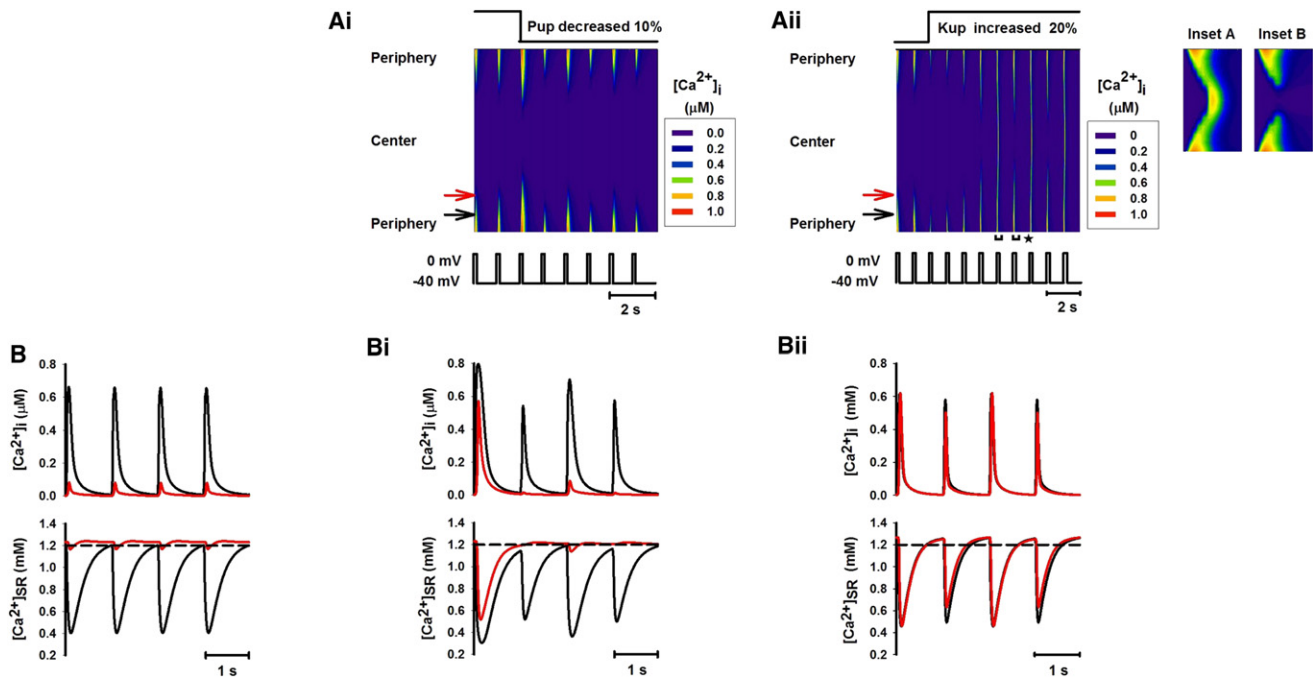 Ai
Pup decreased 10%
Periphery
Center
Periphery
[Ca2+]i
(µM)
0.0
0.2
0.4
0.6
0.8
1.0
0 mV
-40 mV
2 s
Aii
Kup increased 20%
Periphery
Center
Periphery
[Ca2+]i
(µM)
0
0.2
0.4
0.6
0.8
1.0
★
0 mV
-40 mV
2 s
Inset A
Inset B
B
[Ca2+]i (µM)
0.8
0.6
0.4
0.2
0.0
[Ca2+]SR (mM)
1.4
1.2
1.0
0.8
0.6
0.4
0.2
1 s
Bi
[Ca2+]i (µM)
0.8
0.6
0.4
0.2
0.0
[Ca2+]SR (mM)
1.4
1.2
1.0
0.8
0.6
0.4
0.2
1 s
Bii
[Ca2+]i (mM)
0.8
0.6
0.4
0.2
0.0
[Ca2+]SR (mM)
1.4
1.2
1.0
0.8
0.6
0.4
0.2
1 s